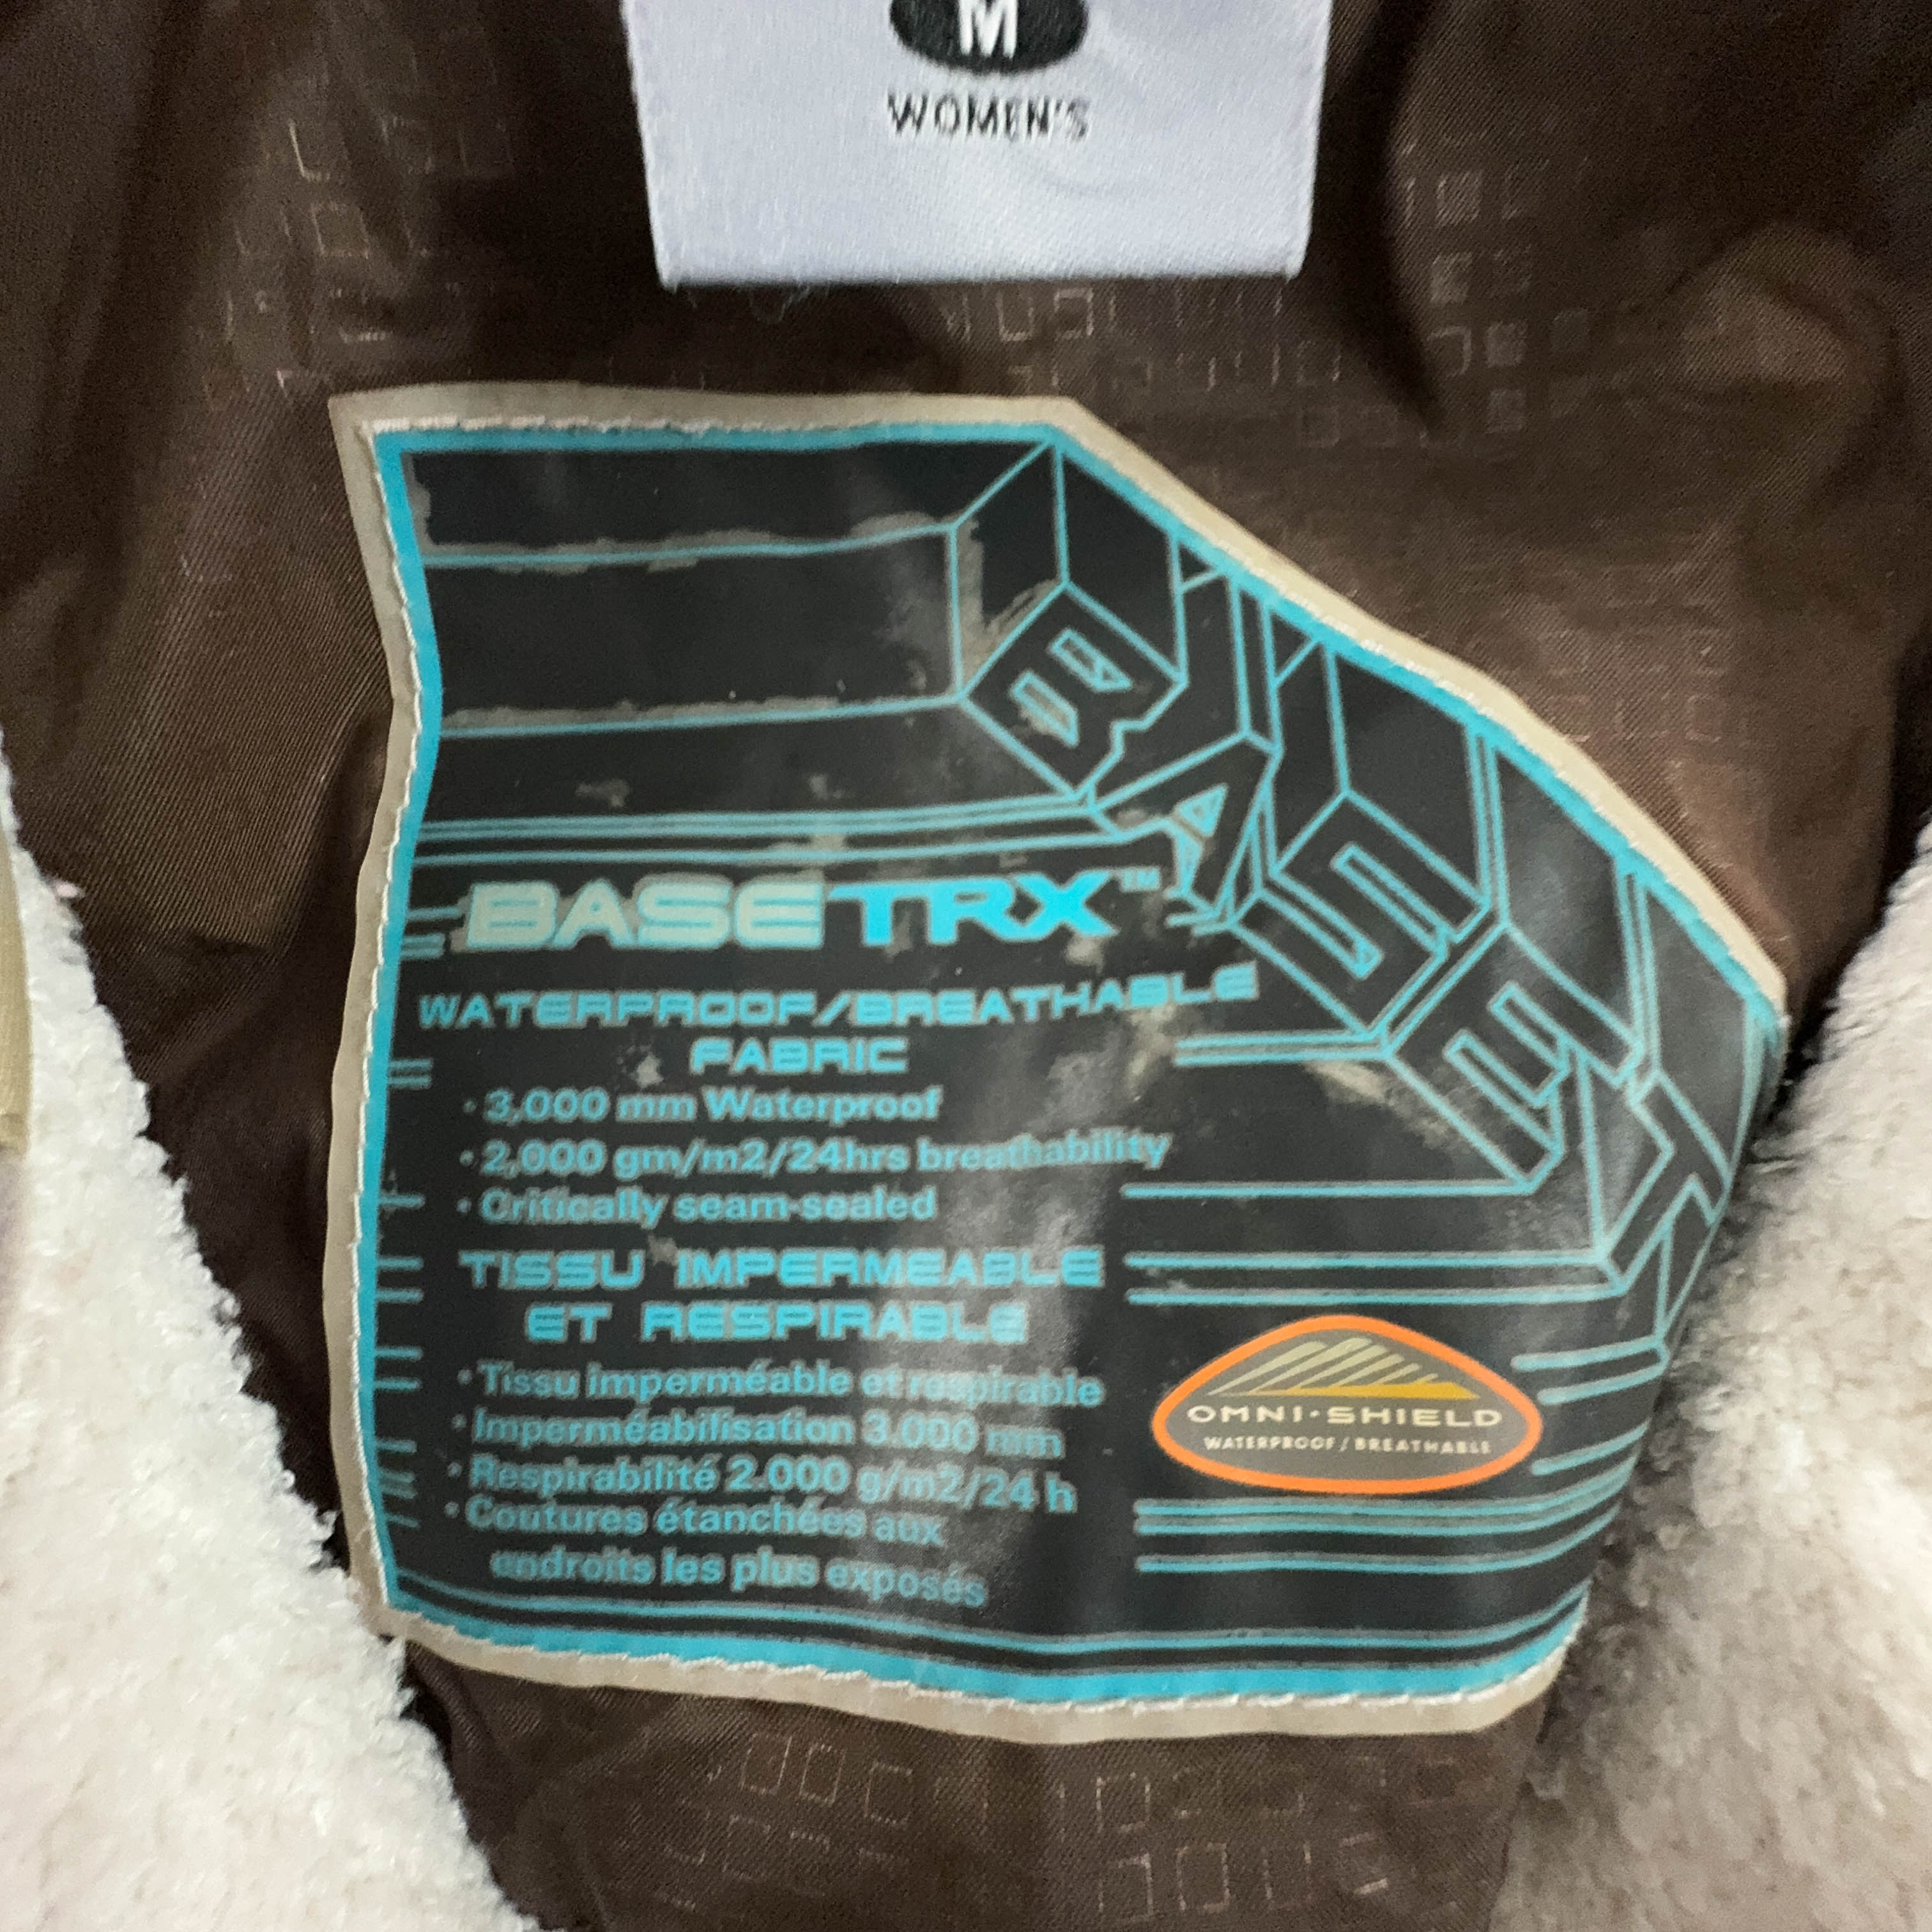 M
WOMEN'S
BASET
BASETRX™
WATERPROOF/BREATHABLE
FABRIC
· 3,000 mm Waterproof
· 2,000 gm/m2/24hrs breathability
· Critically seam-sealed
TISSU IMPERMEABLE
ET RESPIRABLE
· Tissu imperméable et respirable
· Imperméabilisation 3.000 mm
· Respirabilité 2.000 g/m2/24 h
· Coutures étanchées aux
endroits les plus exposés
OMNI·SHIELD
WATERPROOF / BREATHABLE